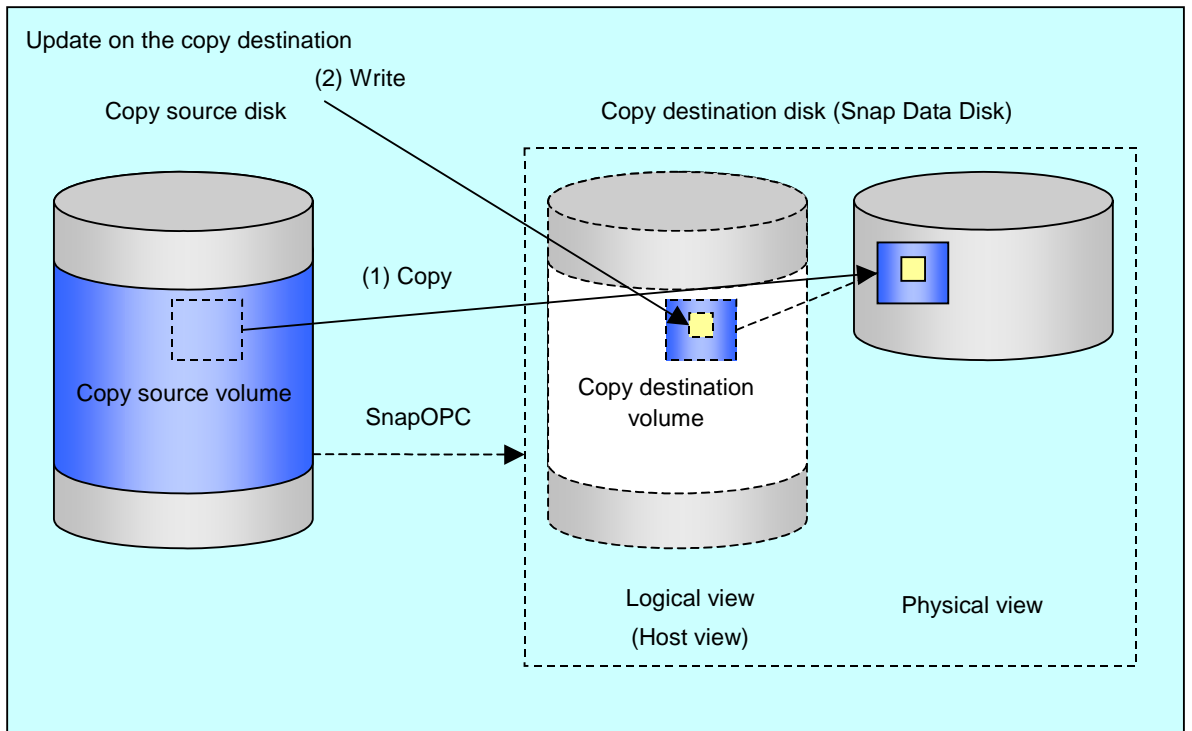 Update on the copy destination
(2) Write
Copy source disk
Copy destination disk (Snap Data Disk)
(1) Copy
Copy source volume
Copy destination
volume
SnapOPC
Logical view
(Host view)
Physical view